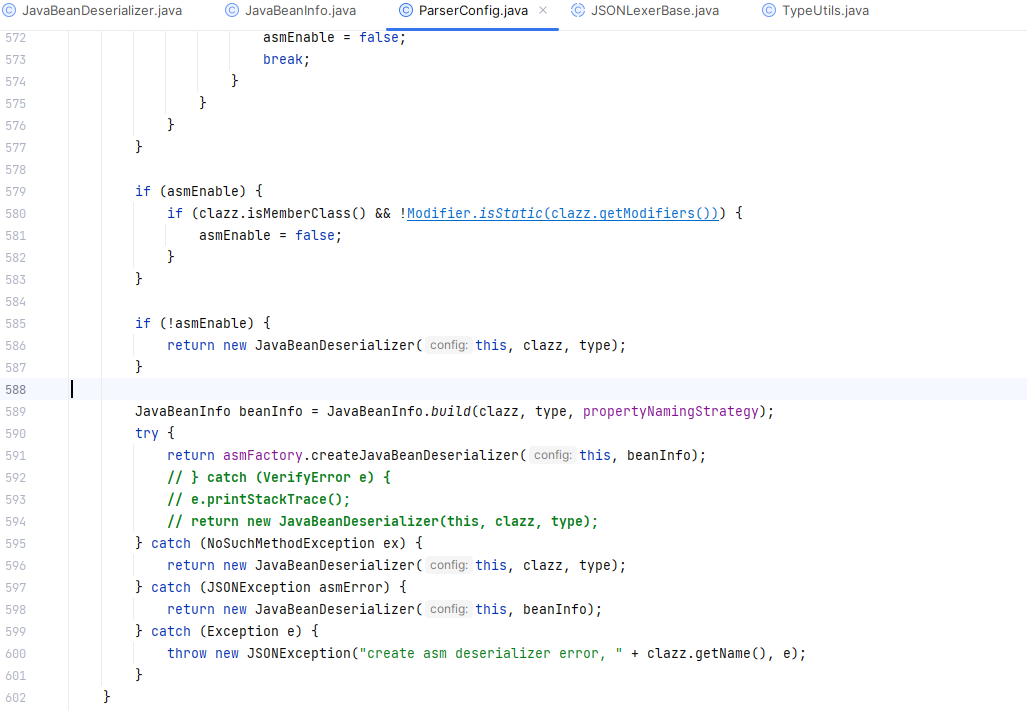 JavaBeanDeserializer.java JavaBeanInfo.java ParserConfig.java JSONLexerBase.java TypeUtils.java
572 asmEnable = false;
573 break;
574 }
575 }
576 }
577 }
578
579 if (asmEnable) {
580 if (clazz.isMemberClass() && !Modifier.isStatic(clazz.getModifiers())) {
581 asmEnable = false;
582 }
583 }
584
585 if (!asmEnable) {
586 return new JavaBeanDeserializer( config: this, clazz, type);
587 }
588
589 JavaBeanInfo beanInfo = JavaBeanInfo.build(clazz, type, propertyNamingStrategy);
590 try {
591 return asmFactory.createJavaBeanDeserializer( config: this, beanInfo);
592 // } catch (VerifyError e) {
593 // e.printStackTrace();
594 // return new JavaBeanDeserializer(this, clazz, type);
595 } catch (NoSuchMethodException ex) {
596 return new JavaBeanDeserializer( config: this, clazz, type);
597 } catch (JSONException asmError) {
598 return new JavaBeanDeserializer( config: this, beanInfo);
599 } catch (Exception e) {
600 throw new JSONException("create asm deserializer error, " + clazz.getName(), e);
601 }
602 }